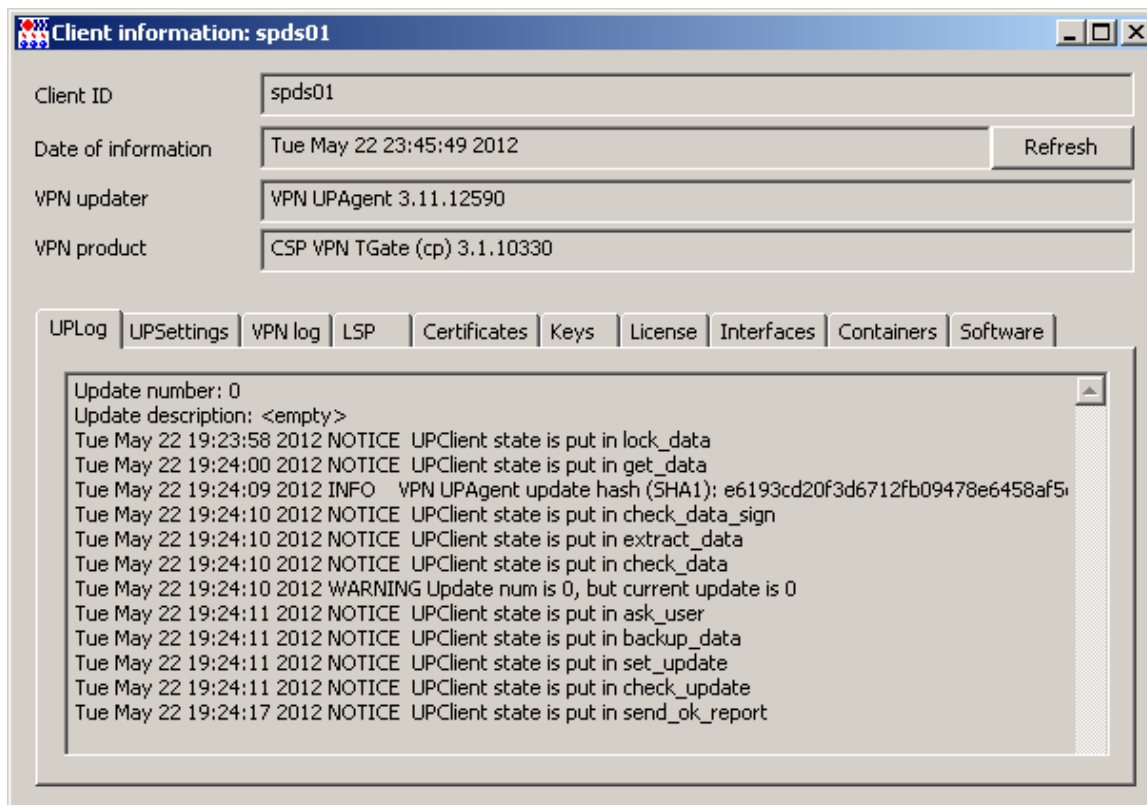 Client information: spds01
Client ID spds01
Date of information Tue May 22 23:45:49 2012 Refresh
VPN updater VPN UPAgent 3.11.12590
VPN product CSP VPN TGate (cp) 3.1.10330
UPLog UPSettings VPN log LSP Certificates Keys License Interfaces Containers Software
Update number: 0
Update description: <empty>
Tue May 22 19:23:58 2012 NOTICE UPClient state is put in lock_data
Tue May 22 19:24:00 2012 NOTICE UPClient state is put in get_data
Tue May 22 19:24:09 2012 INFO VPN UPAgent update hash (SHA1): e6193cd20f3d6712fb09478e6458af5
Tue May 22 19:24:10 2012 NOTICE UPClient state is put in check_data_sign
Tue May 22 19:24:10 2012 NOTICE UPClient state is put in extract_data
Tue May 22 19:24:10 2012 NOTICE UPClient state is put in check_data
Tue May 22 19:24:10 2012 WARNING Update num is 0, but current update is 0
Tue May 22 19:24:11 2012 NOTICE UPClient state is put in ask_user
Tue May 22 19:24:11 2012 NOTICE UPClient state is put in backup_data
Tue May 22 19:24:11 2012 NOTICE UPClient state is put in set_update
Tue May 22 19:24:11 2012 NOTICE UPClient state is put in check_update
Tue May 22 19:24:17 2012 NOTICE UPClient state is put in send_ok_report